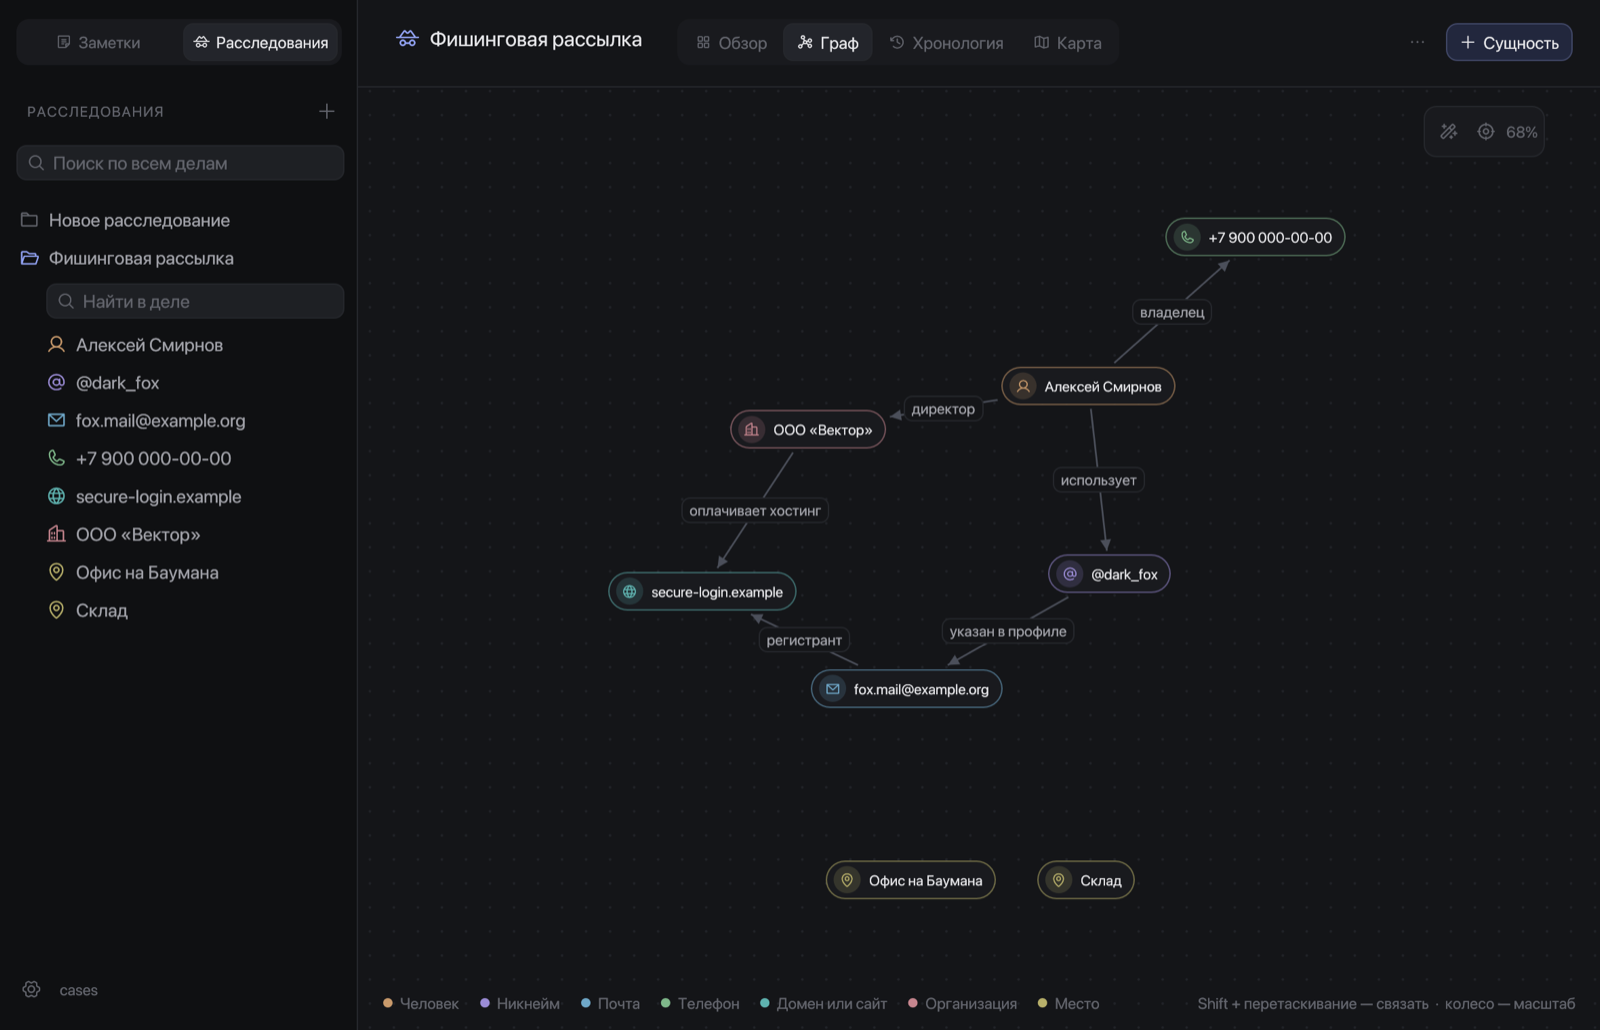 Заметки
Расследования
Фишинговая рассылка
Обзор
Граф
Хронология
Карта
Сущность
РАССЛЕДОВАНИЯ
Поиск по всем делам
Новое расследование
Фишинговая рассылка
Найти в деле
Алексей Смирнов
@dark_fox
fox.mail@example.org
+7 900 000-00-00
secure-login.example
ООО «Вектор»
Офис на Баумана
Склад
cases
68%
+7 900 000-00-00
владелец
Алексей Смирнов
директор
ООО «Вектор»
использует
оплачивает хостинг
@dark_fox
secure-login.example
указан в профиле
регистрант
fox.mail@example.org
Офис на Баумана
Склад
Человек
Никнейм
Почта
Телефон
Домен или сайт
Организация
Место
Shift + перетаскивание — связать · колесо — масштаб